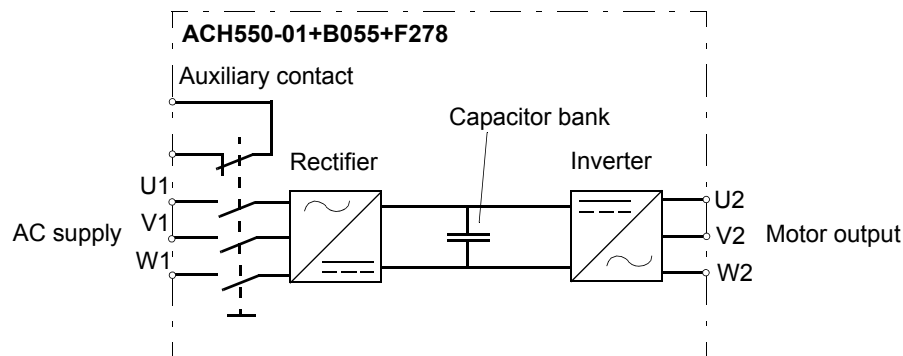 ACH550-01+B055+F278
Auxiliary contact
Capacitor bank
Rectifier
Inverter
U1
U2
V1
AC supply
V2
Motor output
W1
W2